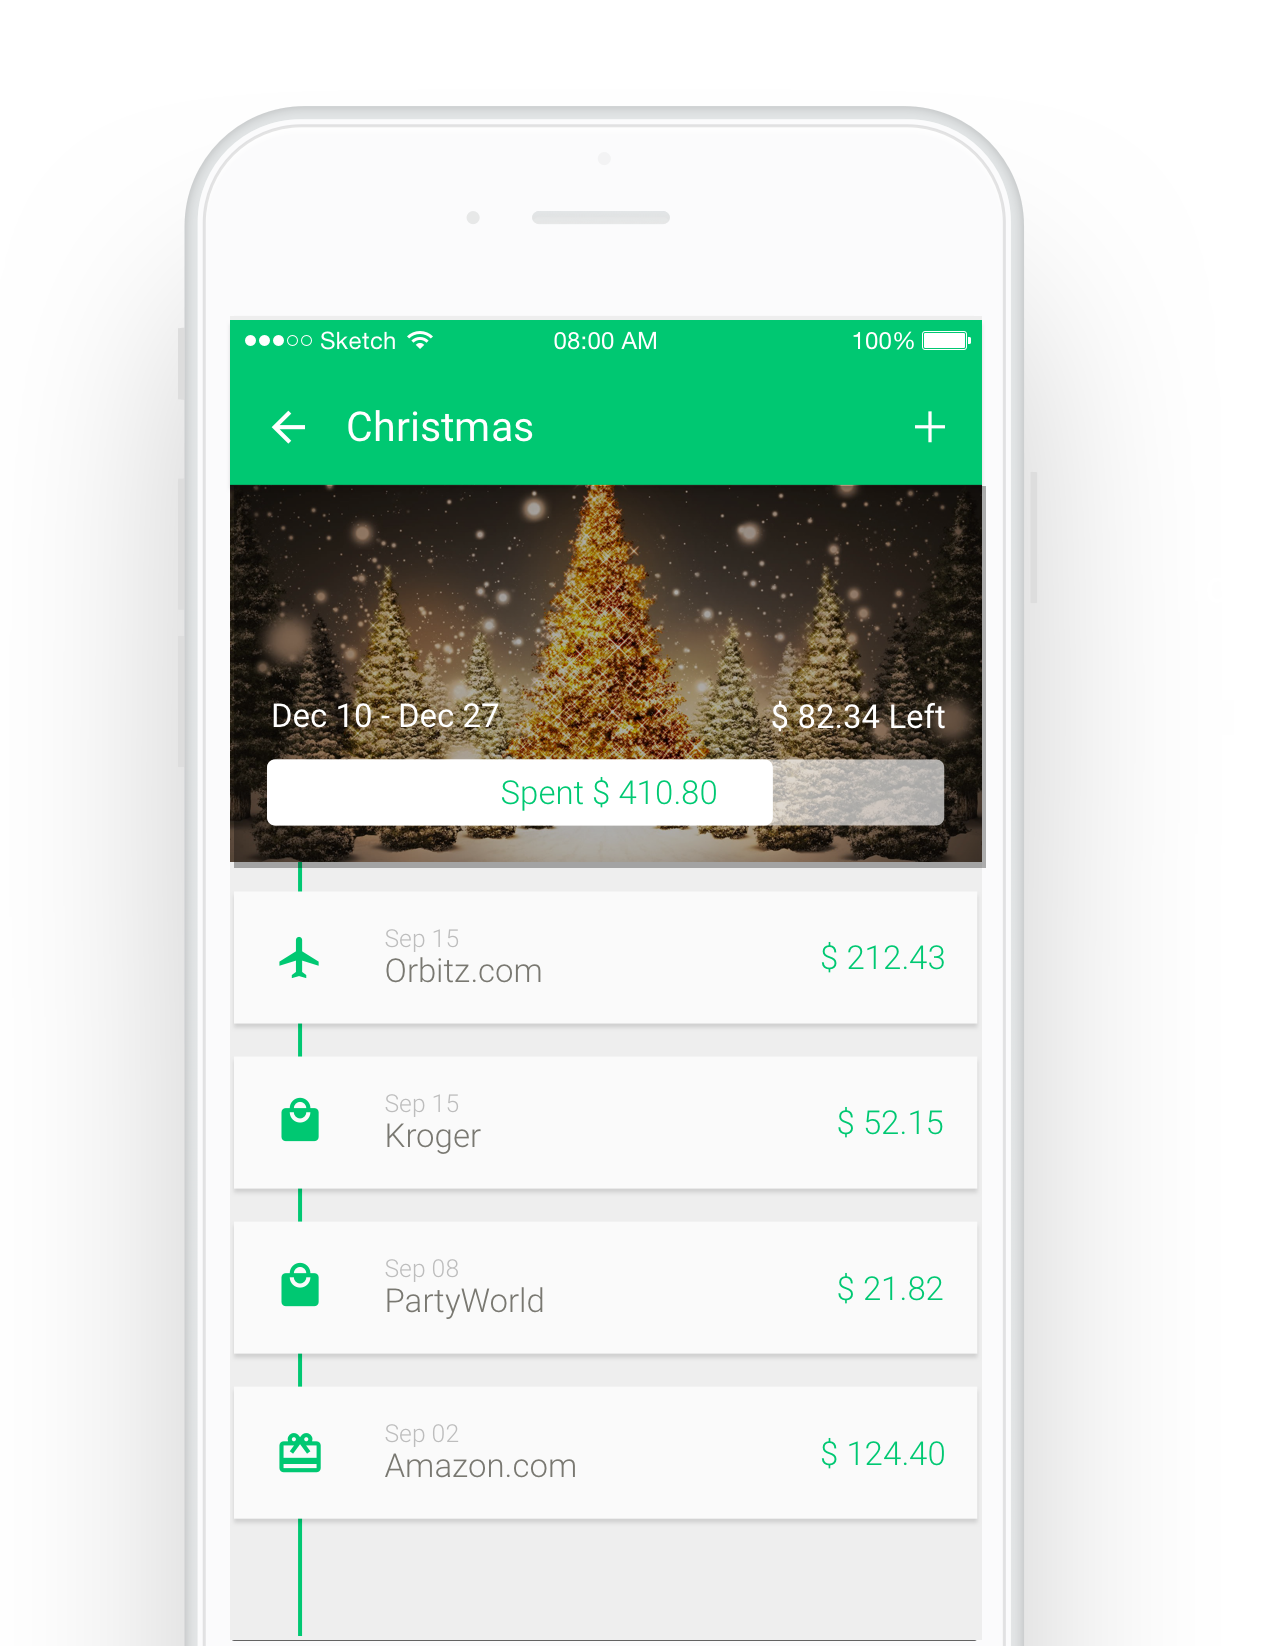 Sketch 08:00 AM 100%
Christmas
Dec 10 - Dec 27 $ 82.34 Left
Spent $ 410.80
Sep 15
Orbitz.com $ 212.43
Sep 15
Kroger $ 52.15
Sep 08
PartyWorld $ 21.82
Sep 02
Amazon.com $ 124.40